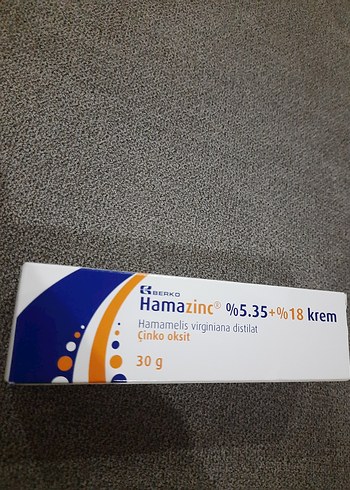 BERKO
Hamazinc® %5.35+%18 krem
Hamamelis virginiana distilat
Çinko oksit
30 g